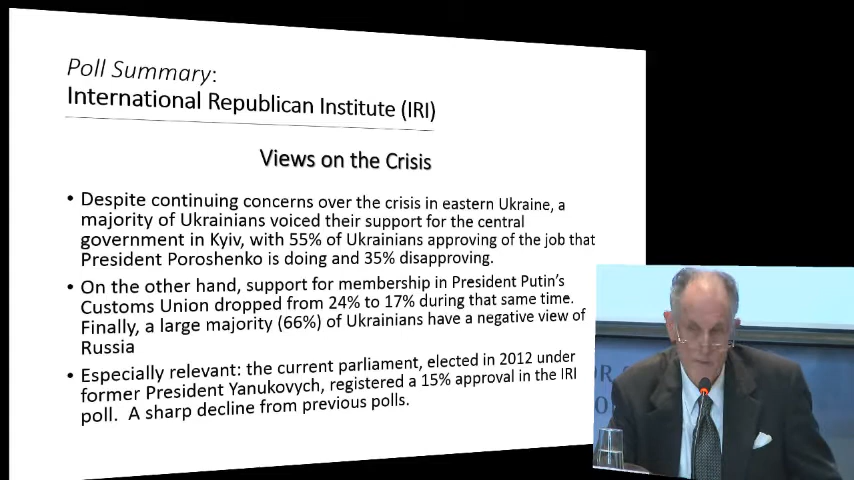 Poll Summary:
International Republican Institute (IRI)
Views on the Crisis
• Despite continuing concerns over the crisis in eastern Ukraine, a
majority of Ukrainians voiced their support for the central
government in Kyiv, with 55% of Ukrainians approving of the job that
President Poroshenko is doing and 35% disapproving.
• On the other hand, support for membership in President Putin's
Customs Union dropped from 24% to 17% during that same time.
Finally, a large majority (66%) of Ukrainians have a negative view of
Russia
• Especially relevant: the current parliament, elected in 2012 under
former President Yanukovych, registered a 15% approval in the IRI
poll. A sharp decline from previous polls.